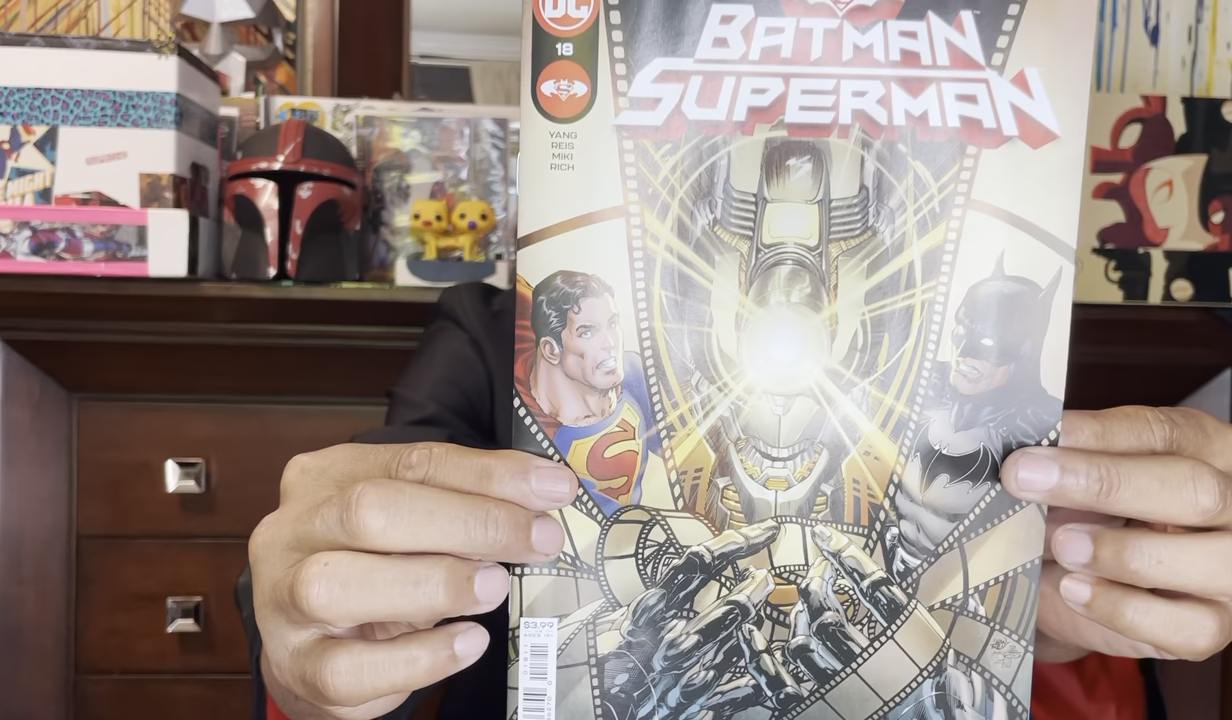 DC
18
BATMAN
SUPERMAN
YANG
REIS
MIKI
RICH
S
$3.99